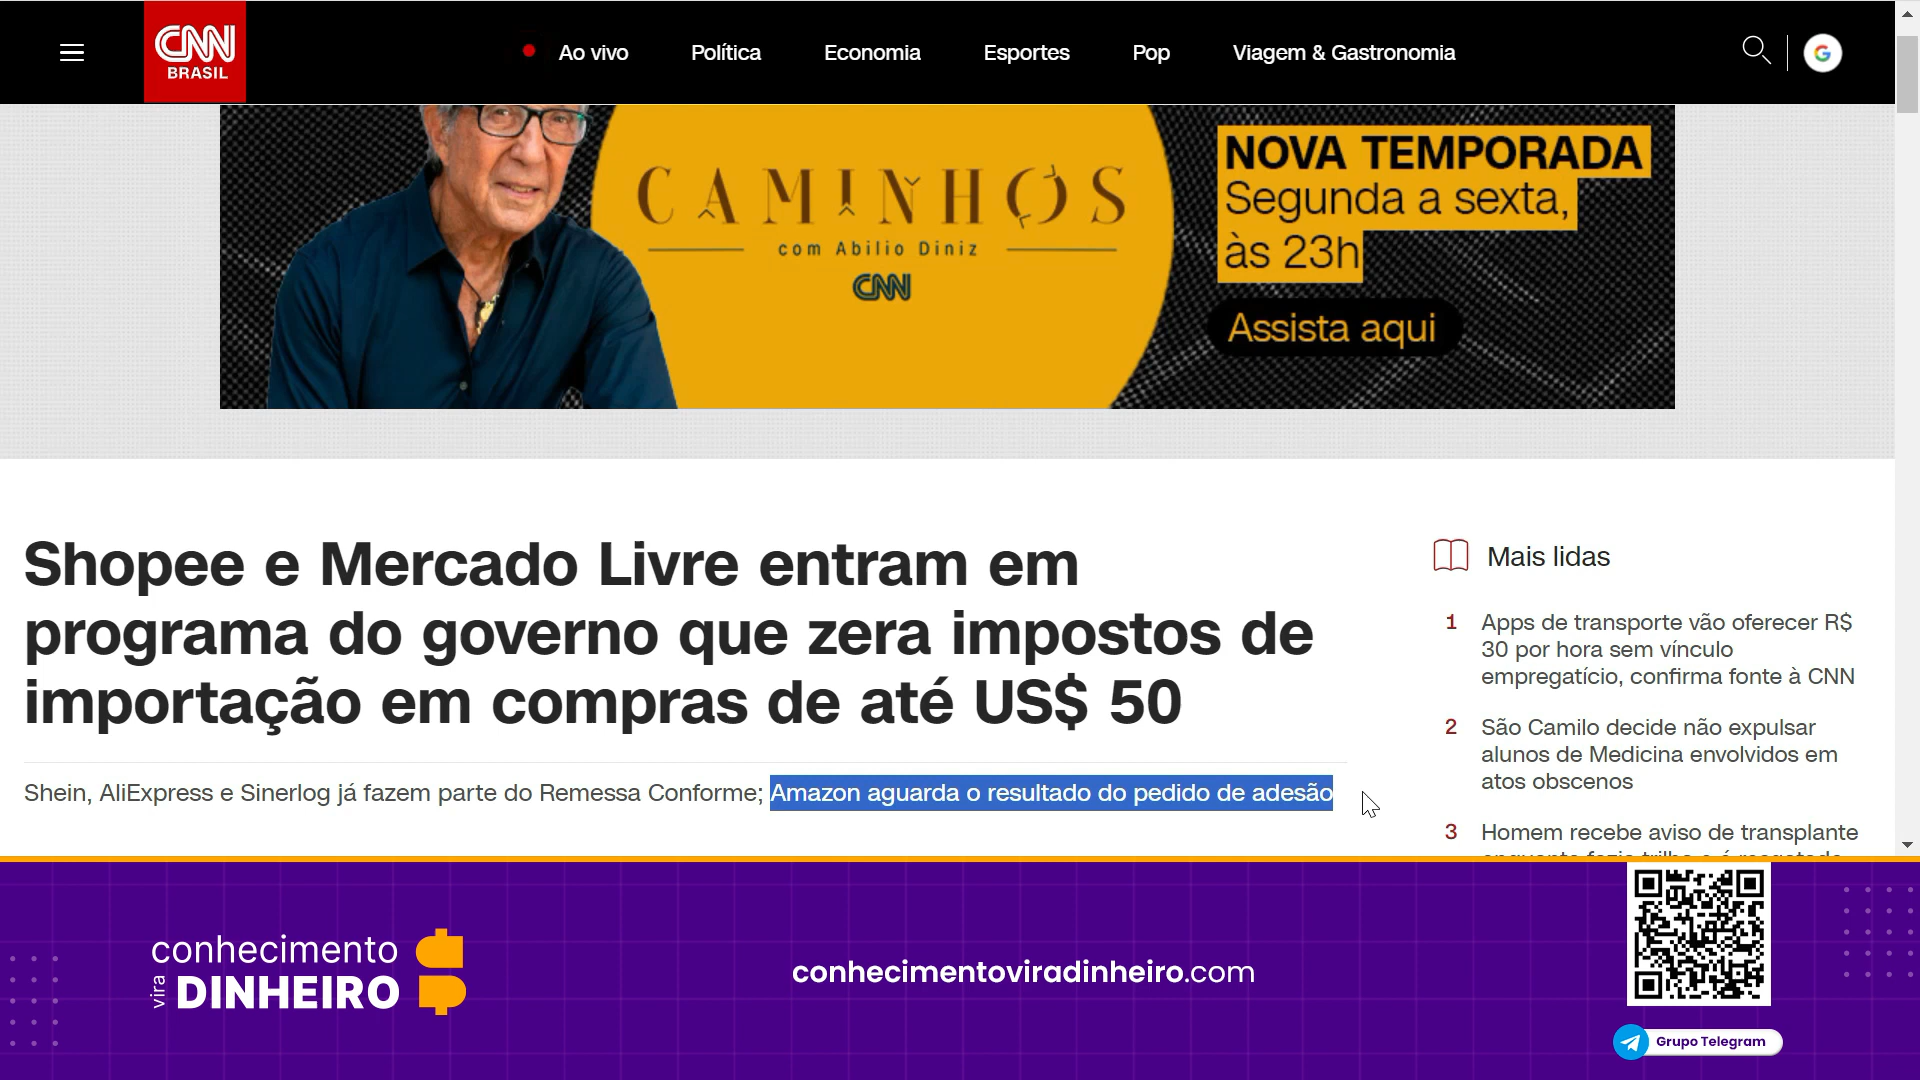 CNN
BRASIL
Ao vivo
Política
Economia
Esportes
Pop
Viagem & Gastronomia
G
CAMINHOS
com Abilio Diniz
CNN
NOVA TEMPORADA
Segunda a sexta,
às 23h
Assista aqui
Shopee e Mercado Livre entram em
programa do governo que zera impostos de
importação em compras de até US$ 50
Shein, AliExpress e Sinerlog já fazem parte do Remessa Conforme; Amazon aguarda o resultado do pedido de adesão
Mais lidas
1 Apps de transporte vão oferecer R$
30 por hora sem vínculo
empregatício, confirma fonte à CNN
2 São Camilo decide não expulsar
alunos de Medicina envolvidos em
atos obscenos
3 Homem recebe aviso de transplante
conhecimento
vira DINHEIRO
conhecimentoviradinheiro.com
Grupo Telegram